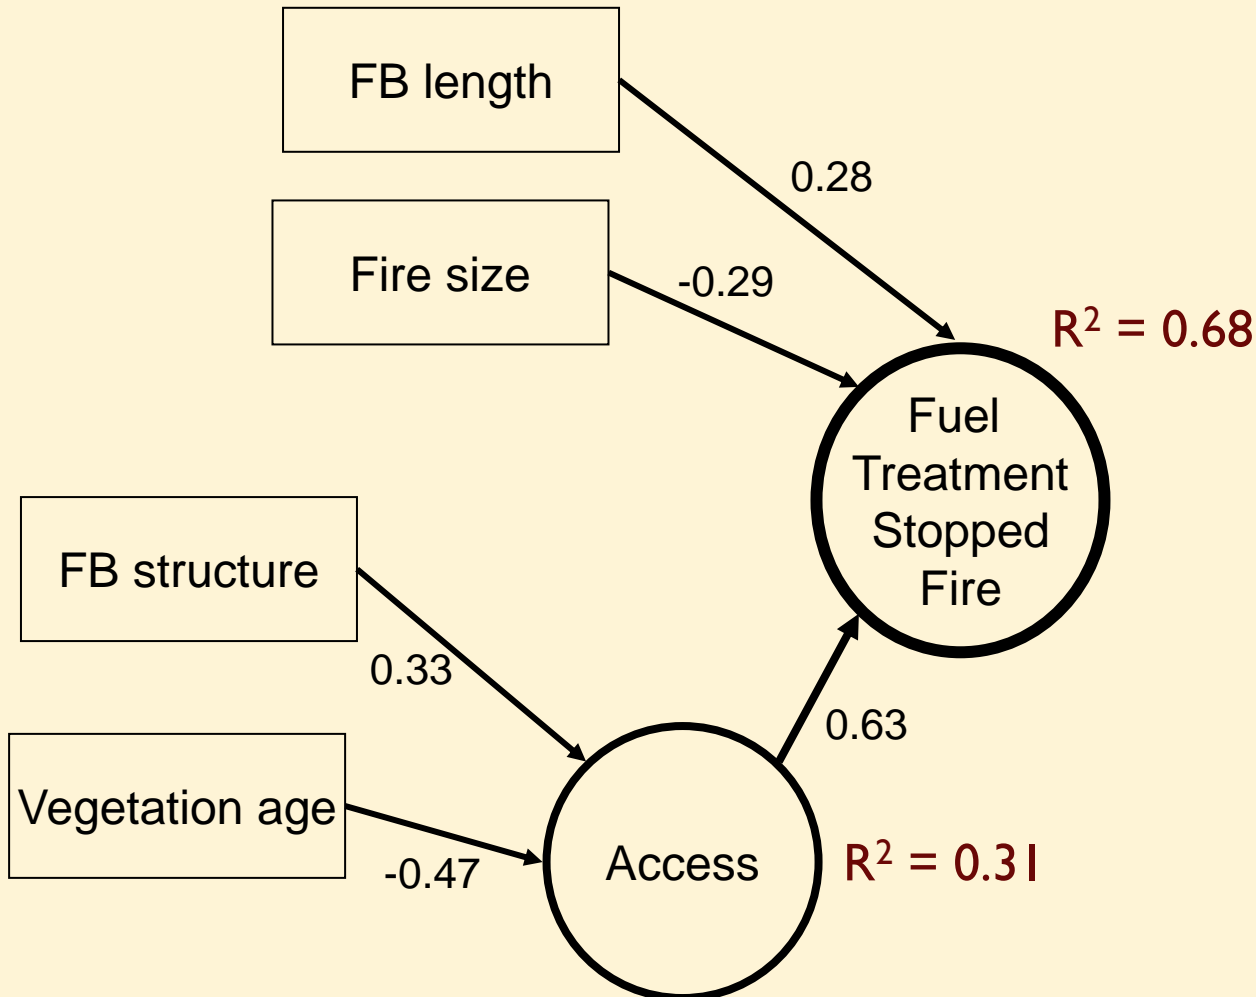 FB length
0.28
Fire size
-0.29
R² = 0.68
Fuel
Treatment
Stopped
Fire
FB structure
0.33
0.63
Vegetation age
-0.47
Access
R² = 0.31